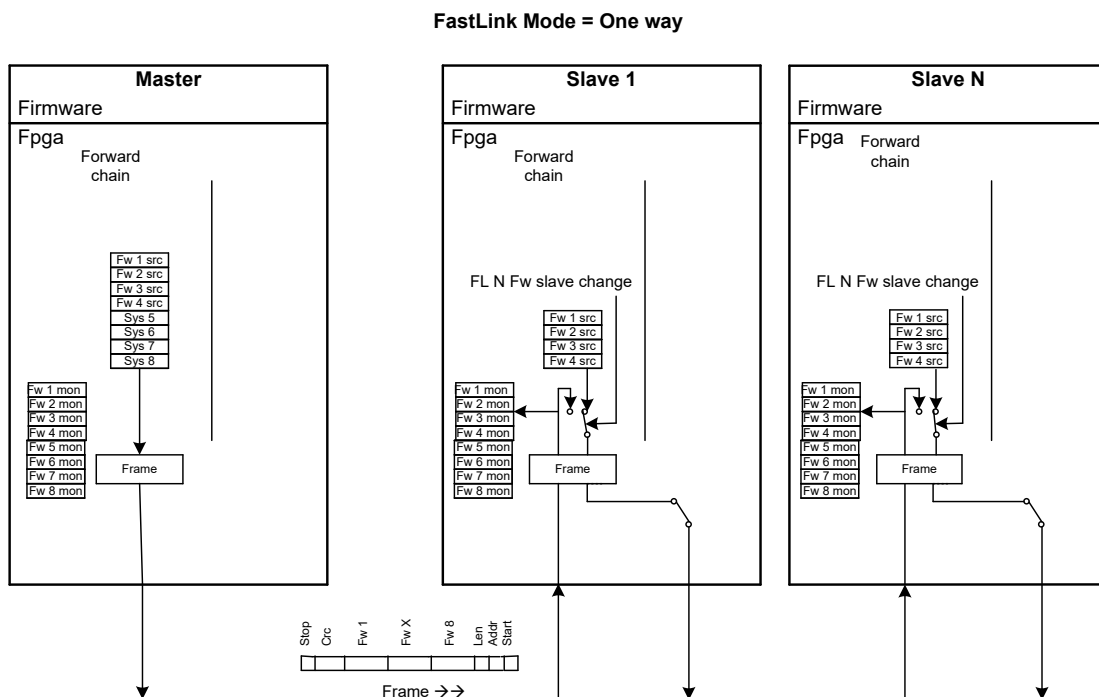 FastLink Mode = One way
Master
Firmware
Fpga
Forward
chain
Fw 1 src
Fw 2 src
Fw 3 src
Fw 4 src
Sys 5
Sys 6
Sys 7
Sys 8
Fw 1 mon
Fw 2 mon
Fw 3 mon
Fw 4 mon
Fw 5 mon
Fw 6 mon
Fw 7 mon
Fw 8 mon
Frame
Slave 1
Firmware
Fpga
Forward
chain
FL N Fw slave change
Fw 1 src
Fw 2 src
Fw 3 src
Fw 4 src
Fw 1 mon
Fw 2 mon
Fw 3 mon
Fw 4 mon
Fw 5 mon
Fw 6 mon
Fw 7 mon
Fw 8 mon
Frame
Slave N
Firmware
Fpga
Forward
chain
FL N Fw slave change
Fw 1 src
Fw 2 src
Fw 3 src
Fw 4 src
Fw 1 mon
Fw 2 mon
Fw 3 mon
Fw 4 mon
Fw 5 mon
Fw 6 mon
Fw 7 mon
Fw 8 mon
Frame
Stop
Crc
Fw 1
Fw X
Fw 8
Len
Addr
Start
Frame →→